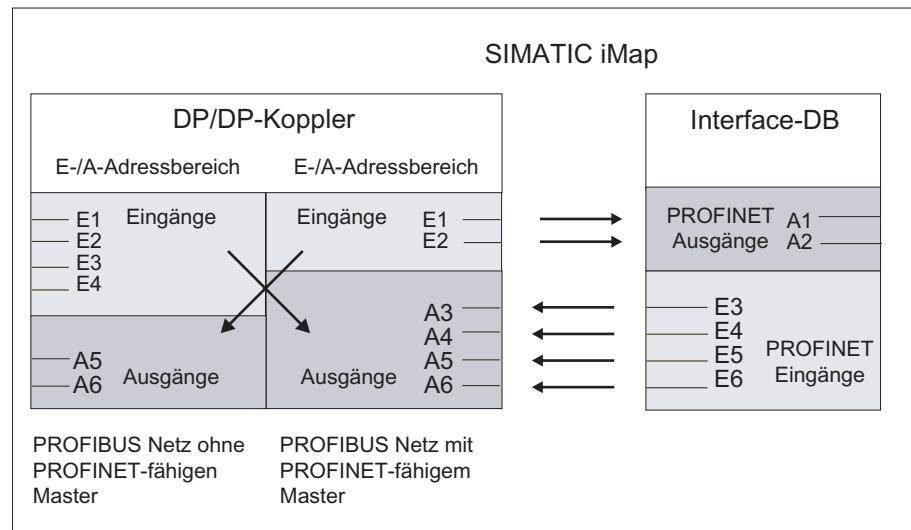 SIMATIC iMap
DP/DP-Koppler
E-/A-Adressbereich
E-/A-Adressbereich
E1
E2
E3
E4
Eingänge
Eingänge
E1
E2
A5
A6
Ausgänge
Ausgänge
A3
A4
A5
A6
PROFIBUS Netz ohne
PROFINET-fähigen
Master
PROFIBUS Netz mit
PROFINET-fähigem
Master
Interface-DB
PROFINET
Ausgänge
A1
A2
E3
E4
E5
E6
PROFINET
Eingänge